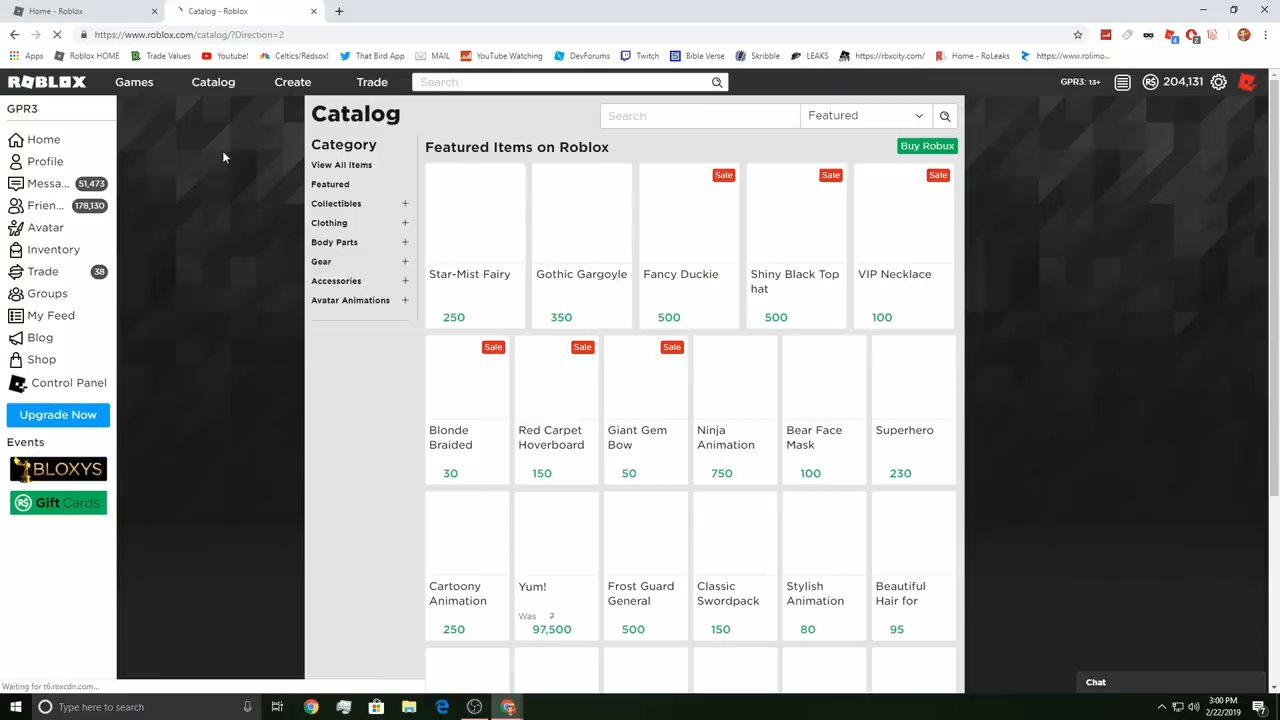 Home - Roblox
Catalog - Roblox
https://www.roblox.com/catalog/?Direction=2
Apps
Roblox HOME
Trade Values
Youtube!
Celtics/Redsox!
That Bird App
MAIL
YouTube Watching
DevForums
Twitch
Bible Verse
Skribble
LEAKS
https://rbxcity.com/
Home - RoLeaks
https://www.rolimo...
ROBLOX
Games
Catalog
Create
Trade
Search
GPR3: 13+
204,131
GPR3
Home
Profile
Messa... 51,473
Frien... 178,130
Avatar
Inventory
Trade 38
Groups
My Feed
Blog
Shop
Control Panel
Upgrade Now
Events
BLOXYS
Gift Cards
Catalog
Search
Featured
Category
View All Items
Featured
Collectibles +
Clothing +
Body Parts +
Gear +
Accessories +
Avatar Animations +
Featured Items on Roblox
Buy Robux
Sale
Sale
Sale
Star-Mist Fairy
Gothic Gargoyle
Fancy Duckie
Shiny Black Top
hat
VIP Necklace
250
350
500
500
100
Sale
Sale
Sale
Blonde
Braided
Red Carpet
Hoverboard
Giant Gem
Bow
Ninja
Animation
Bear Face
Mask
Superhero
30
150
50
750
100
230
Cartoony
Animation
Yum!
Frost Guard
General
Classic
Swordpack
Stylish
Animation
Beautiful
Hair for
Was 7
250
97,500
500
150
80
95
Chat
Waiting for t6.rbxcdn.com...
Type here to search
3:00 PM
2/22/2019